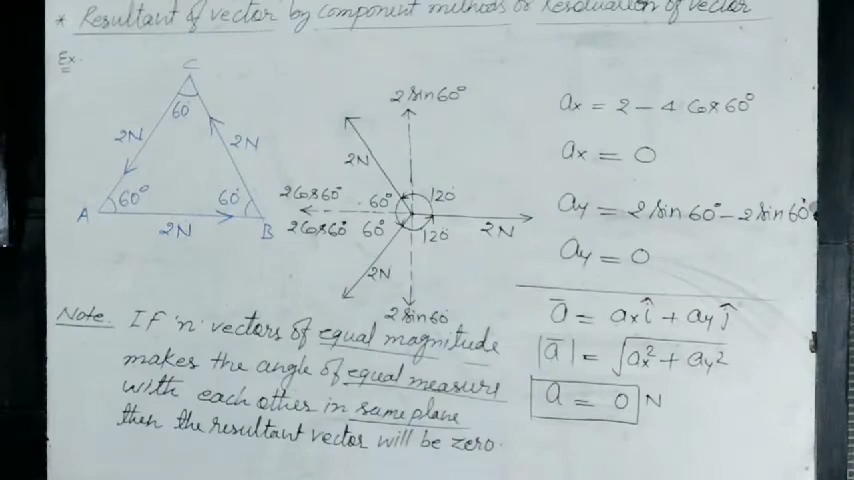 * Resultant of vector by component methods or Resoluation of vector
Ex.
C
60
2N
2N
A
60°
60°
B
2N
2 sin 60°
2N
2 cos 60°
60°
120°
2 cos 60°
60°
120°
2N
2N
2 sin 60
ax = 2 - 4 cos 60°
ax = 0
ay = 2 sin 60° - 2 sin 60°
ay = 0
a̅ = ax î + ay ĵ
|a̅| = √ax² + ay²
a = 0 N
Note. If 'n' vectors of equal magnitude
makes the angle of equal measure
with each other in same plane
then the resultant vector will be zero.